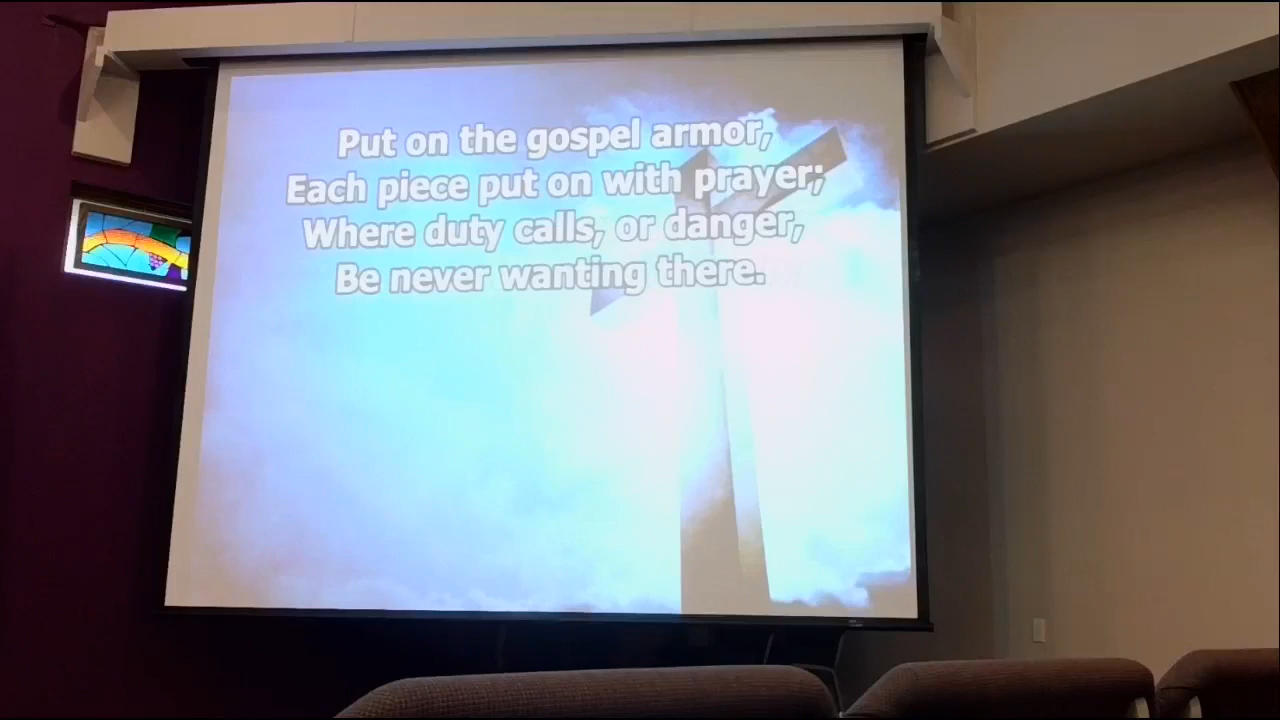 Put on the gospel armor,
Each piece put on with prayer;
Where duty calls, or danger,
Be never wanting there.